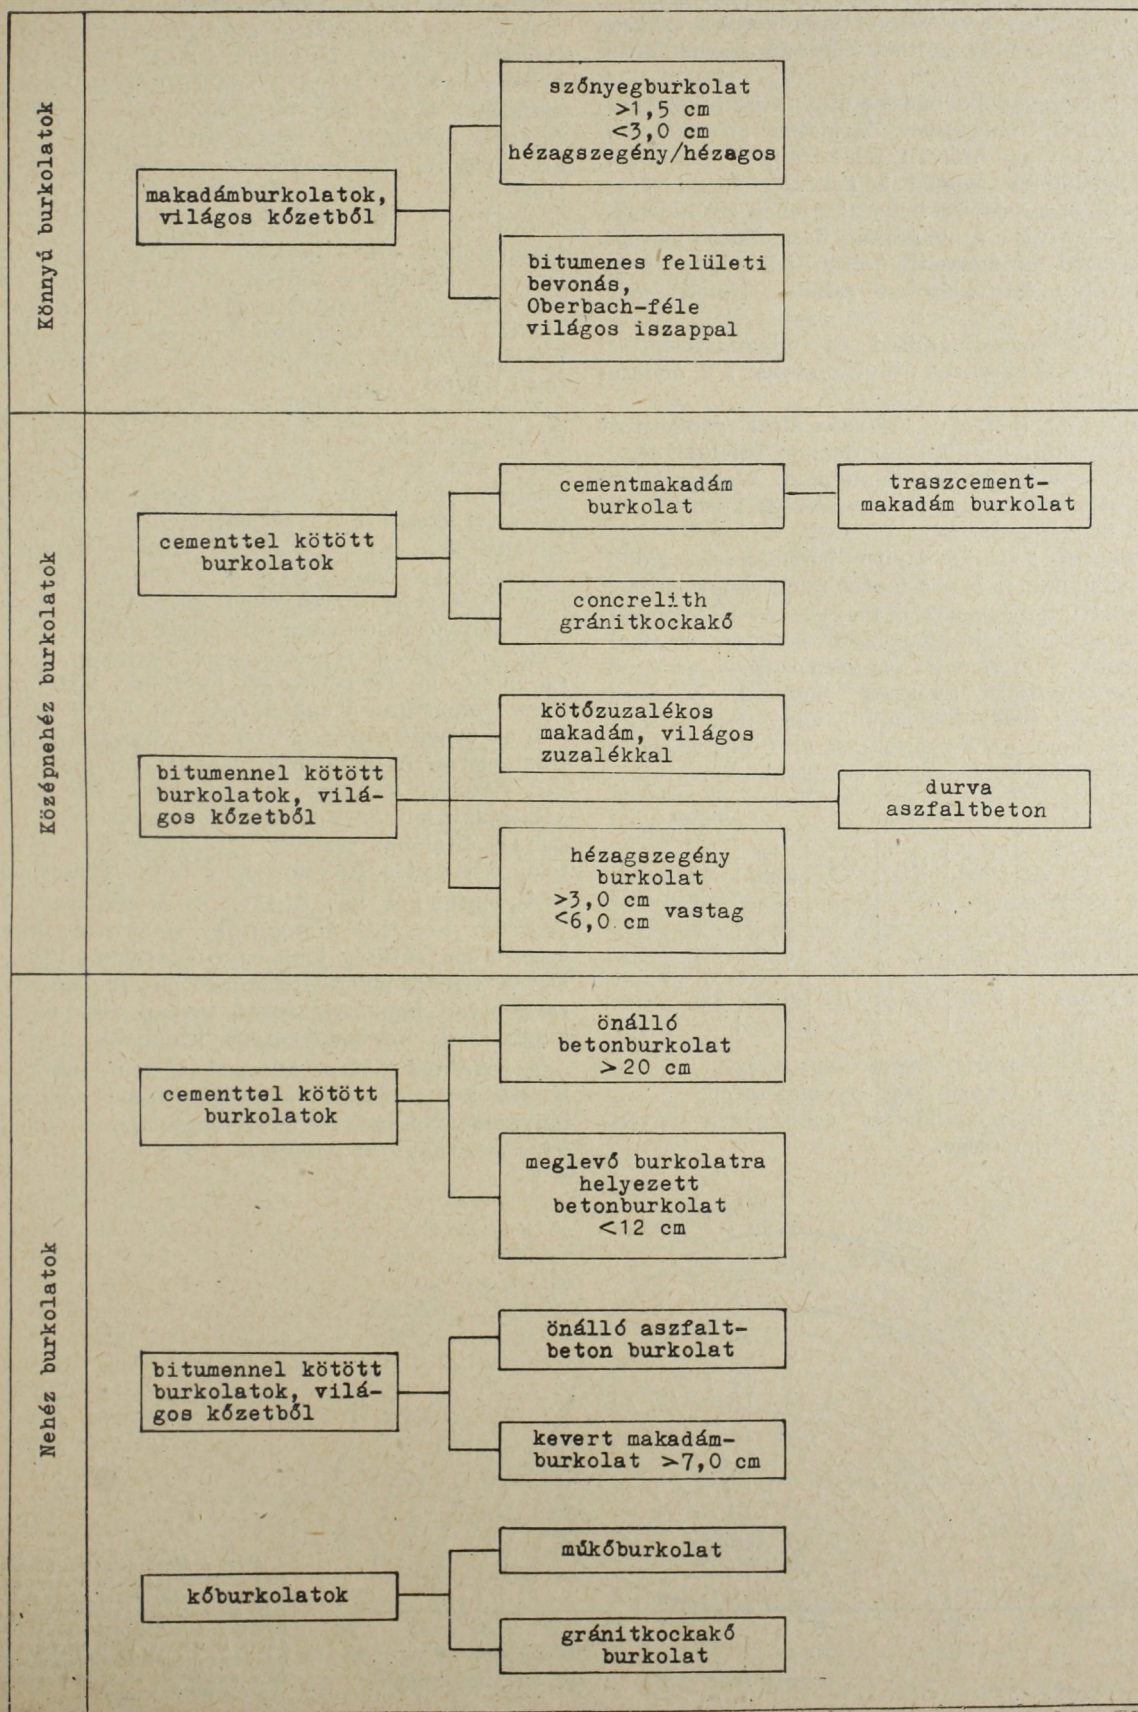 Könnyű burkolatok
makadámburkolatok,
világos kőzetből
szőnyegburkolat
>1,5 cm
<3,0 cm
hézagszegény/hézagos
bitumenes felületi
bevonás,
Oberbach-féle
világos iszappal
Középnehéz burkolatok
cementtel kötött
burkolatok
cementmakadám
burkolat
traszcement-
makadám burkolat
concrelith
gránitkockakő
bitumennel kötött
burkolatok, vilá-
gos kőzetből
kötőzuzalékos
makadám, világos
zuzalékkal
durva
aszfaltbeton
hézagszegény
burkolat
>3,0 cm
<6,0 cm vastag
Nehéz burkolatok
cementtel kötött
burkolatok
önálló
betonburkolat
>20 cm
meglevő burkolatra
helyezett
betonburkolat
<12 cm
bitumennel kötött
burkolatok, vilá-
gos kőzetből
önálló aszfalt-
beton burkolat
kevert makadám-
burkolat >7,0 cm
kőburkolatok
műkőburkolat
gránitkockakő
burkolat